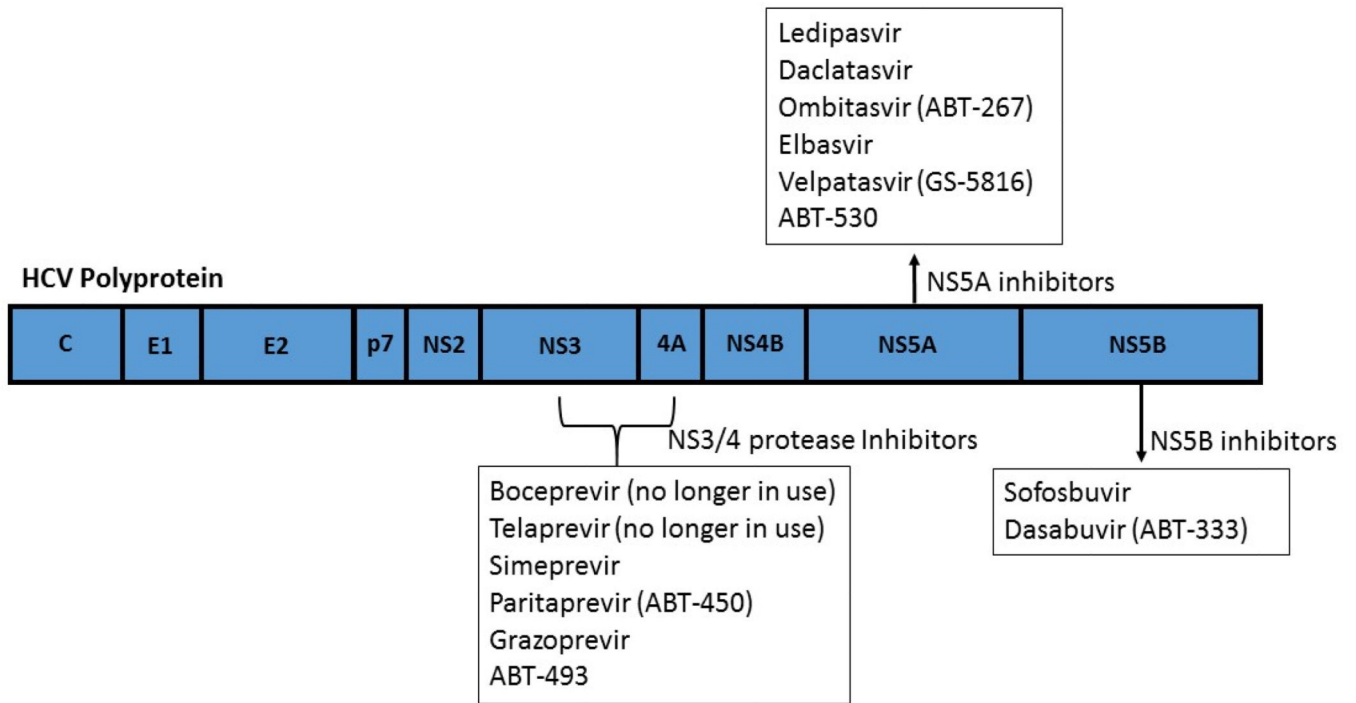 Ledipasvir
Daclatasvir
Ombitasvir (ABT-267)
Elbasvir
Velpatasvir (GS-5816)
ABT-530
NS5A inhibitors
HCV Polyprotein
C E1 E2 p7 NS2 NS3 4A NS4B NS5A NS5B
NS3/4 protease Inhibitors
Boceprevir (no longer in use)
Telaprevir (no longer in use)
Simeprevir
Paritaprevir (ABT-450)
Grazoprevir
ABT-493
NS5B inhibitors
Sofosbuvir
Dasabuvir (ABT-333)